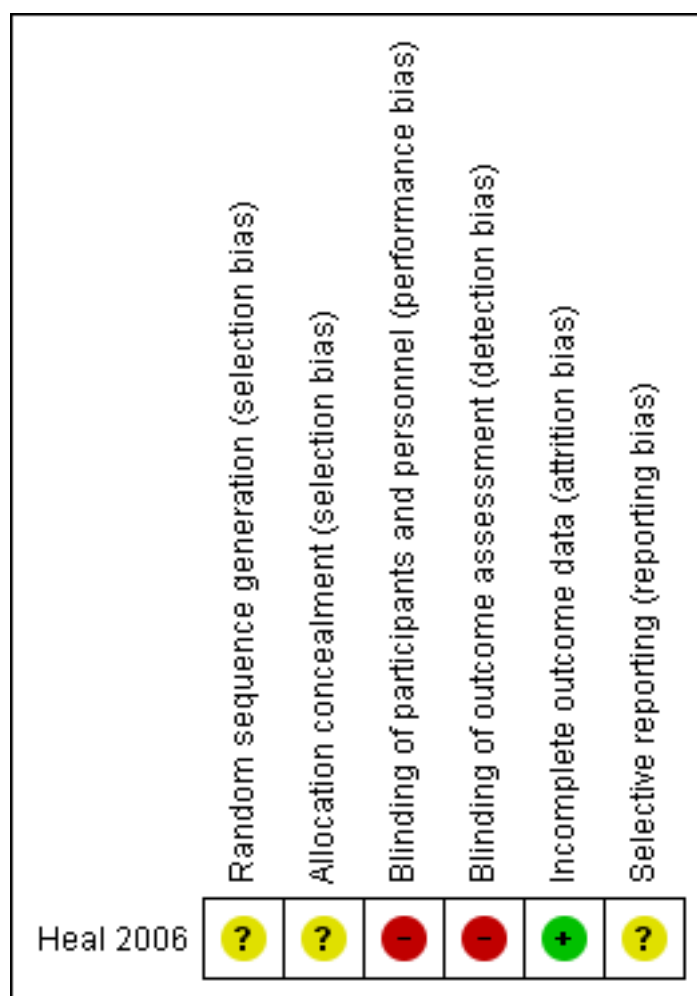 Random sequence generation (selection bias)
Allocation concealment (selection bias)
Blinding of participants and personnel (performance bias)
Blinding of outcome assessment (detection bias)
Incomplete outcome data (attrition bias)
Selective reporting (reporting bias)
Heal 2006 ? ? - - + ?